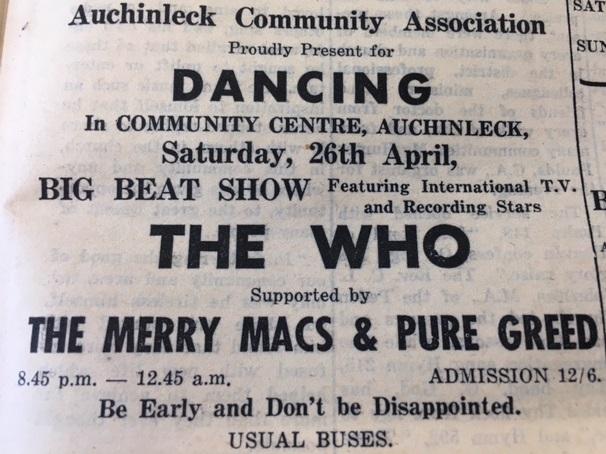 Auchinleck Community Association
Proudly Present for
DANCING
In COMMUNITY CENTRE, AUCHINLECK,
Saturday, 26th April,
BIG BEAT SHOW Featuring International T.V.
and Recording Stars
THE WHO
Supported by
THE MERRY MACS & PURE GREED
8.45 p.m. — 12.45 a.m. ADMISSION 12/6.
Be Early and Don't be Disappointed.
USUAL BUSES.
SAT
SUN